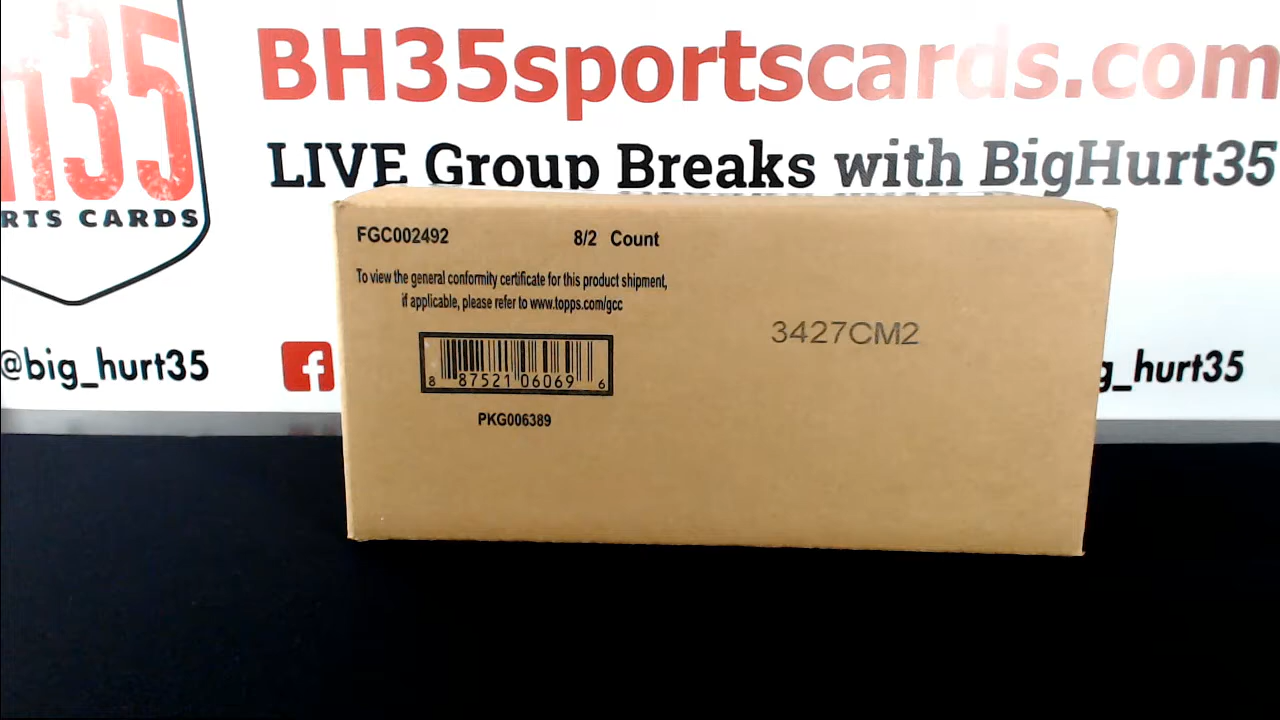 35
RTS CARDS
BH35sportscards.com
LIVE Group Breaks with BigHurt35
FGC002492 8/2 Count
To view the general conformity certificate for this product shipment,
if applicable, please refer to www.topps.com/gcc
3427CM2
8 87521 06069 6
PKG006389
@big_hurt35
f
g_hurt35